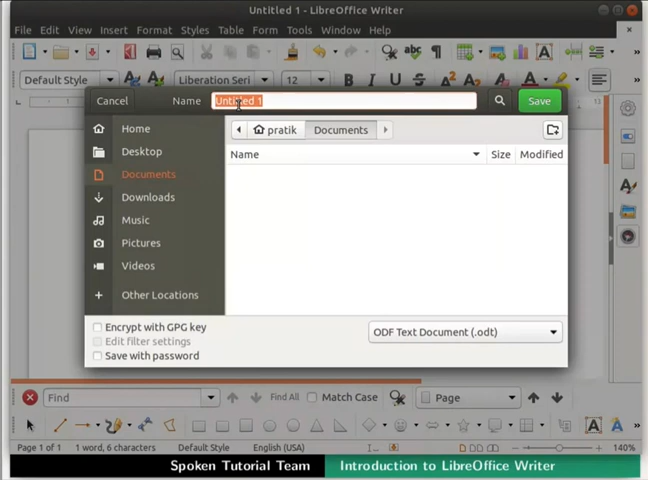 Untitled 1 - LibreOffice Writer
File Edit View Insert Format Styles Table Form Tools Window Help
Default Style Liberation Seri 12 B I U S
Cancel Name Untitled 1 Save
Home
Desktop
Documents
Downloads
Music
Pictures
Videos
Other Locations
pratik Documents
Name Size Modified
Encrypt with GPG key
Edit filter settings
Save with password
ODF Text Document (.odt)
13
Find Find All Match Case Page
Page 1 of 1 1 word, 6 characters Default Style English (USA) 140%
Spoken Tutorial Team Introduction to LibreOffice Writer